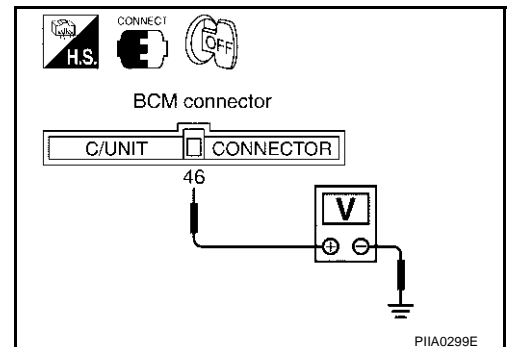 CONNECT
H.S.
OFF
BCM connector
C/UNIT CONNECTOR
46
V
+ −
PIIA0299E